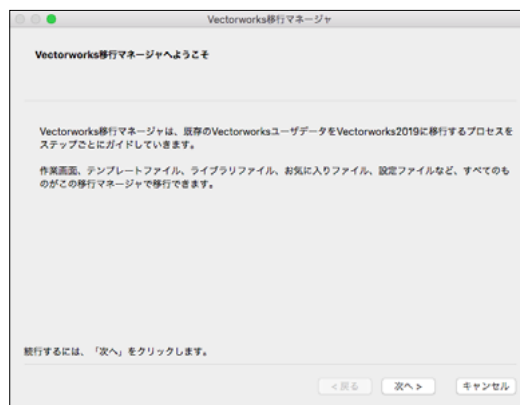 Vectorworks移行マネージャ
Vectorworks移行マネージャへようこそ
Vectorworks移行マネージャは、既存のVectorworksユーザデータをVectorworks2019に移行するプロセスを
ステップごとにガイドしていきます。
作業画面、テンプレートファイル、ライブラリファイル、お気に入りファイル、設定ファイルなど、すべてのも
のがこの移行マネージャで移行できます。
続行するには、「次へ」をクリックします。
<戻る 次へ> キャンセル